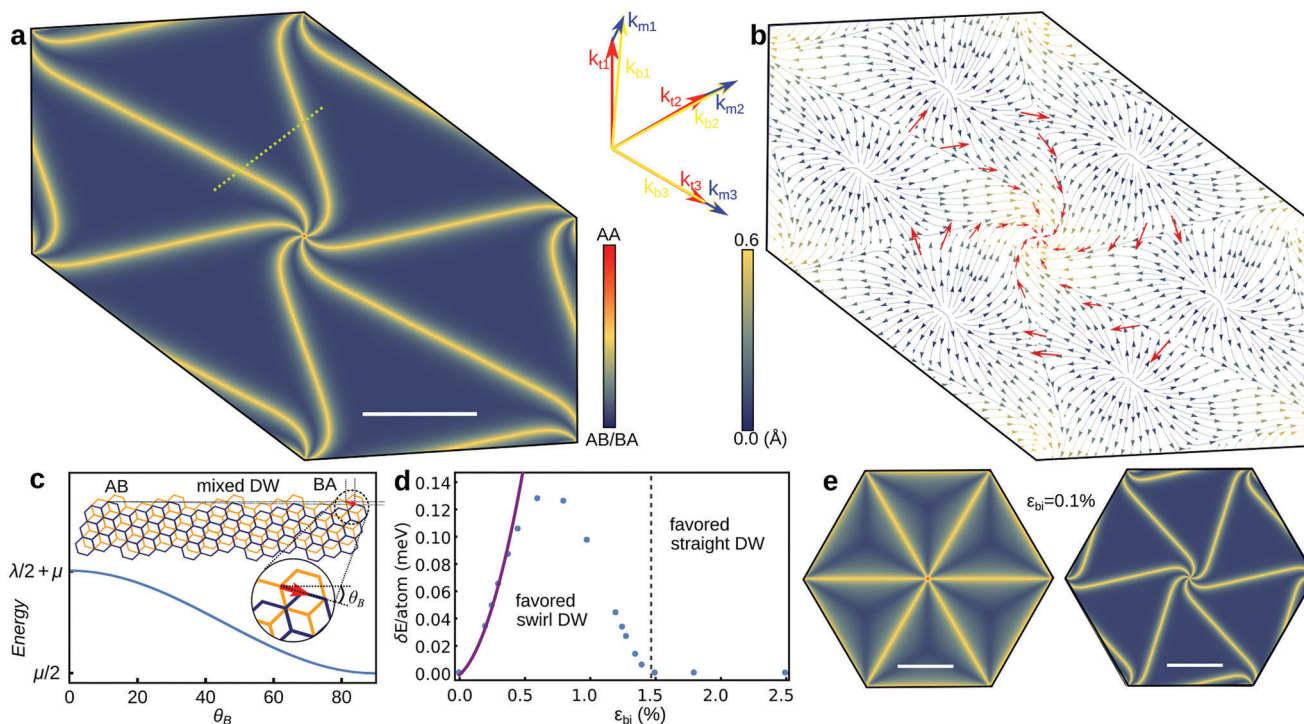 a
k_m1
k_t1
k_b1
k_t2
k_m2
k_b2
k_b3
k_t3
k_m3
AA
AB/BA
b
0.6
0.0 (Å)
c
AB mixed DW BA
λ/2 + μ
Energy
θ_B
μ/2
0 20 40 60 80
θ_B
d
0.14
0.12
0.10
0.08
0.06
0.04
0.02
0.00
δE/atom (meV)
favored
straight DW
favored
swirl DW
0.0 0.5 1.0 1.5 2.0 2.5
ε_bi (%)
e
ε_bi=0.1%